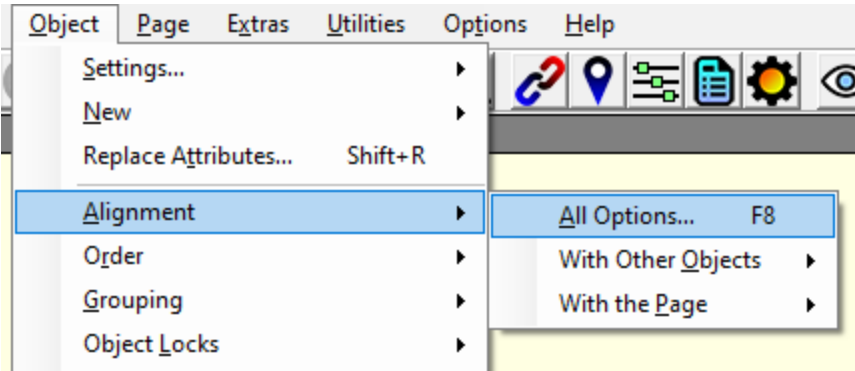 Object Page Extras Utilities Options Help
Settings...
New
Replace Attributes... Shift+R
Alignment
All Options... F8
Order
With Other Objects
Grouping
With the Page
Object Locks